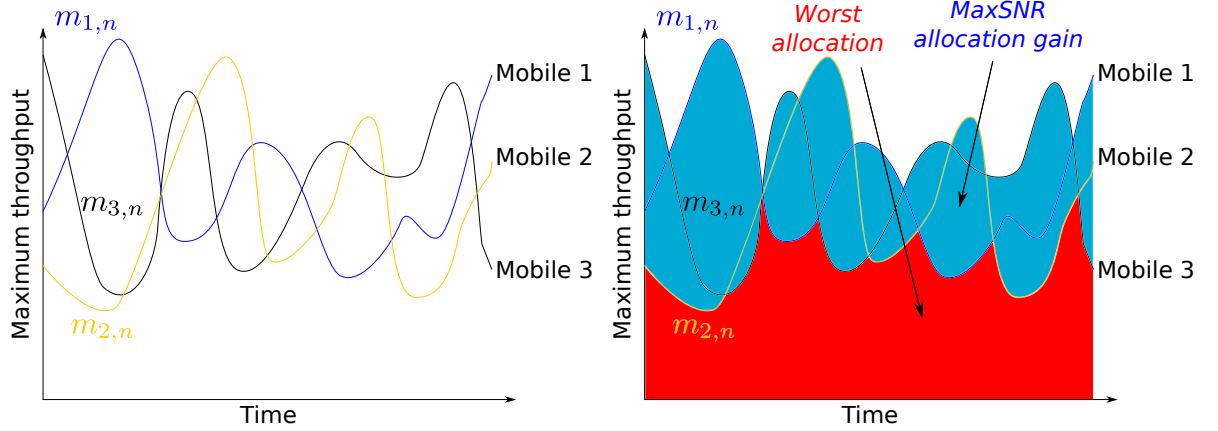 m1,n
Mobile 1
Mobile 2
m3,n
Mobile 3
m2,n
Maximum throughput
Time
Worst
allocation
MaxSNR
allocation gain
m1,n
Mobile 1
Mobile 2
m3,n
Mobile 3
m2,n
Maximum throughput
Time